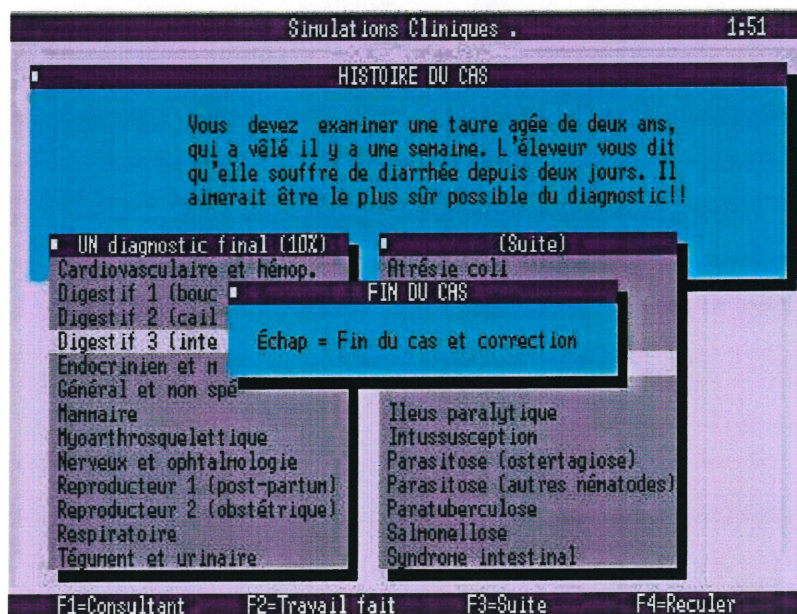 Simulations Cliniques . 1:51
HISTOIRE DU CAS
Vous devez examiner une taure agée de deux ans,
qui a vêlé il y a une semaine. L'éleveur vous dit
qu'elle souffre de diarrhée depuis deux jours. Il
aimerait être le plus sûr possible du diagnostic!!
UN diagnostic final (10%)
Cardiovasculaire et hémop.
Digestif 1 (bouc
Digestif 2 (cail
Digestif 3 (inte
Endocrinien et m
Général et non spé
Mammaire
Myoarthrosquelettique
Nerveux et ophtalmologie
Reproducteur 1 (post-partum)
Reproducteur 2 (obstétrique)
Respiratoire
Tégument et urinaire
(Suite)
Atrésie coli
FIN DU CAS
Échap = Fin du cas et correction
Ileus paralytique
Intussusception
Parasitose (ostertagiose)
Parasitose (autres nématodes)
Paratuberculose
Salmonellose
Syndrome intestinal
F1=Consultant F2=Travail fait F3=Suite F4=Reculer